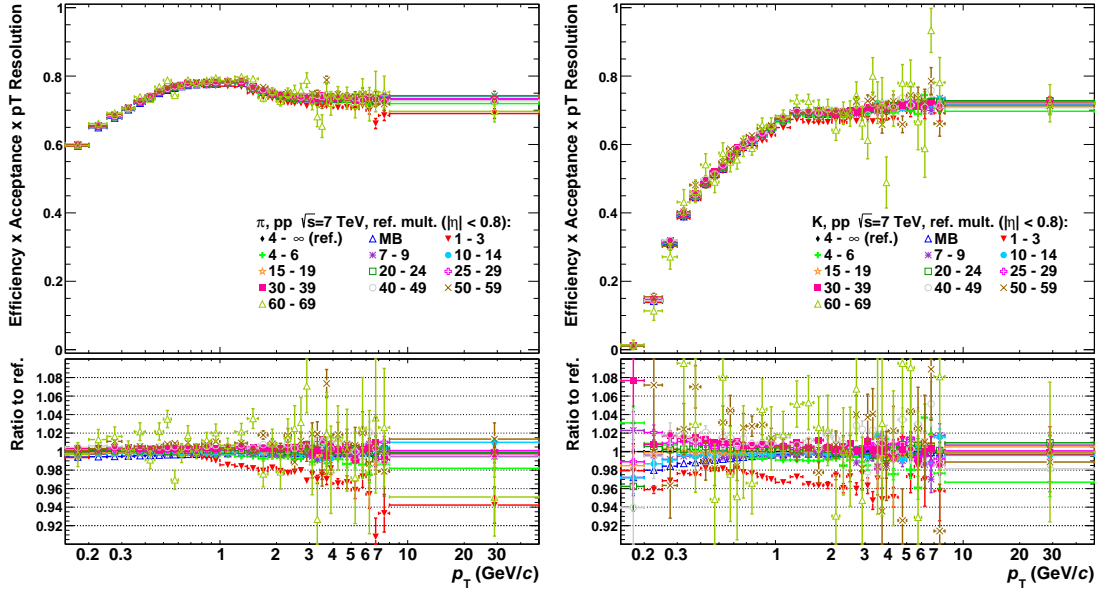 Efficiency x Acceptance x pT Resolution
1
0.8
0.6
0.4
0.2
0
π, pp √s=7 TeV, ref. mult. (|η| < 0.8):
4 - ∞ (ref.) MB 1 - 3
4 - 6 7 - 9 10 - 14
15 - 19 20 - 24 25 - 29
30 - 39 40 - 49 50 - 59
60 - 69
Ratio to ref.
1.08
1.06
1.04
1.02
1
0.98
0.96
0.94
0.92
0.2 0.3 1 2 3 4 5 6 7 10 20 30
p_T (GeV/c)
Efficiency x Acceptance x pT Resolution
1
0.8
0.6
0.4
0.2
0
K, pp √s=7 TeV, ref. mult. (|η| < 0.8):
4 - ∞ (ref.) MB 1 - 3
4 - 6 7 - 9 10 - 14
15 - 19 20 - 24 25 - 29
30 - 39 40 - 49 50 - 59
60 - 69
Ratio to ref.
1.08
1.06
1.04
1.02
1
0.98
0.96
0.94
0.92
0.2 0.3 1 2 3 4 5 6 7 10 20 30
p_T (GeV/c)